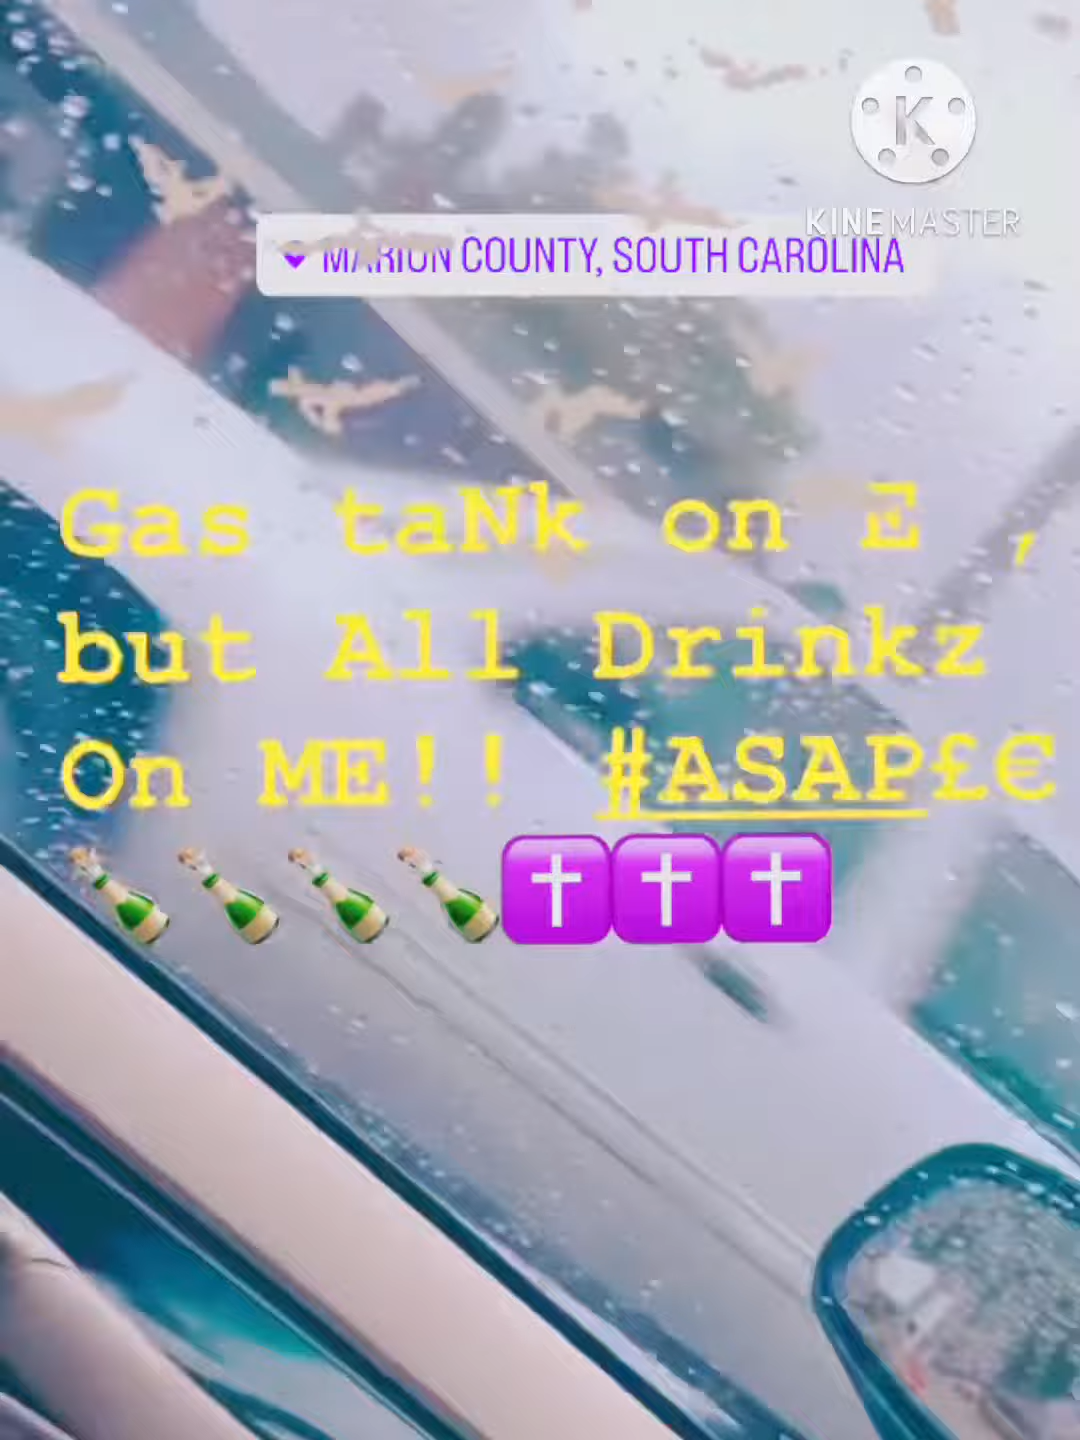 K
KINEMASTER
MARION COUNTY, SOUTH CAROLINA
Gas taNk on E ,
but All Drinkz
On ME!! #ASAP£€
🍾🍾🍾🍾✝️✝️✝️